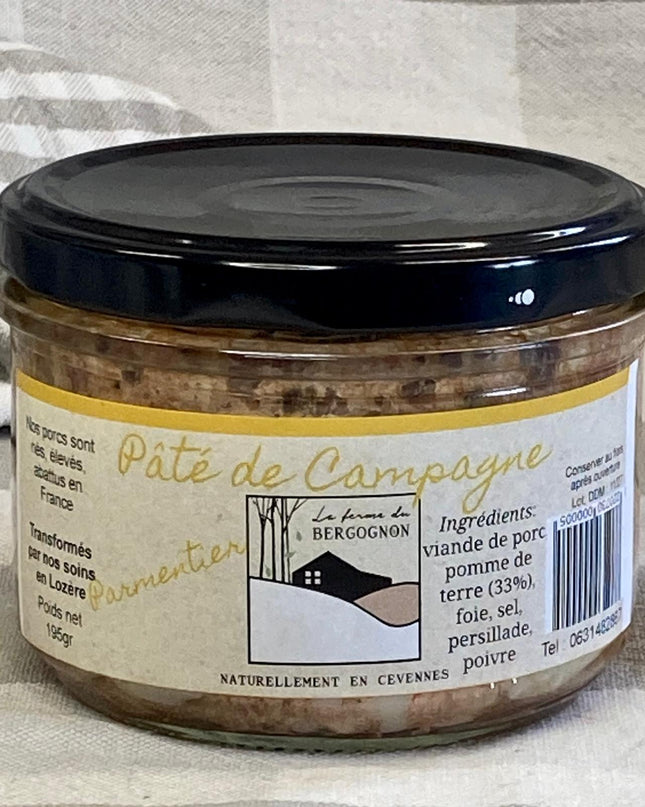 Nos porcs sont
nés, élevés,
abattus en
France
Transformés
par nos soins
en Lozère
Poids net
195gr
Pâté de Campagne
Parmentier
La ferme du
BERGOGNON
NATURELLEMENT EN CEVENNES
Ingrédients:
viande de porc
pomme de
terre (33%),
foie, sel,
persillade,
poivre
Conserver au frais
après ouverture
Lot, DDM :
Tel :